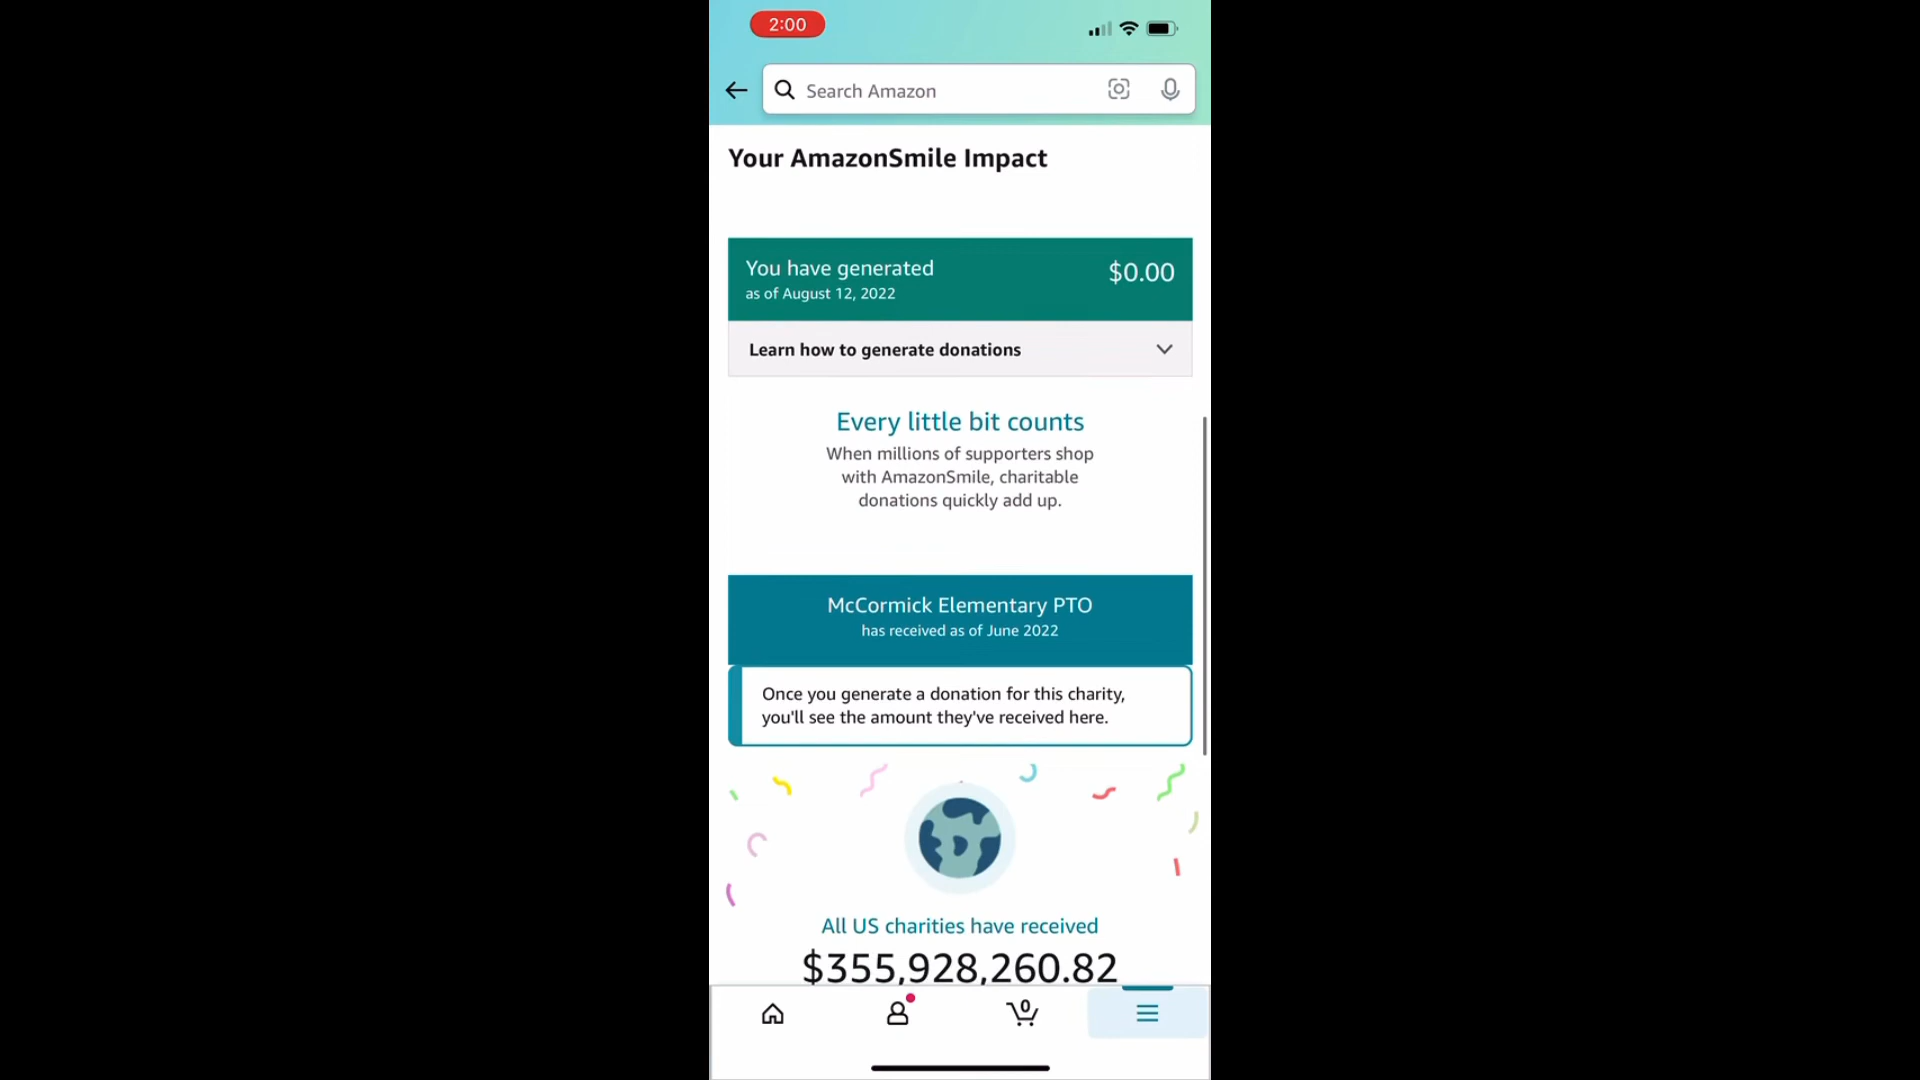 2:00
Search Amazon
Your AmazonSmile Impact
You have generated
$0.00
as of August 12, 2022
Learn how to generate donations
Every little bit counts
When millions of supporters shop
with AmazonSmile, charitable
donations quickly add up.
McCormick Elementary PTO
has received as of June 2022
Once you generate a donation for this charity,
you'll see the amount they've received here.
All US charities have received
$355,928,260.82
0